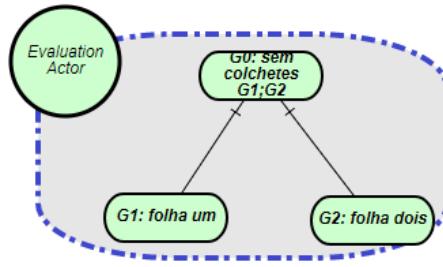 Evaluation
Actor
G0: sem
colchetes
G1;G2
G1: folha um
G2: folha dois